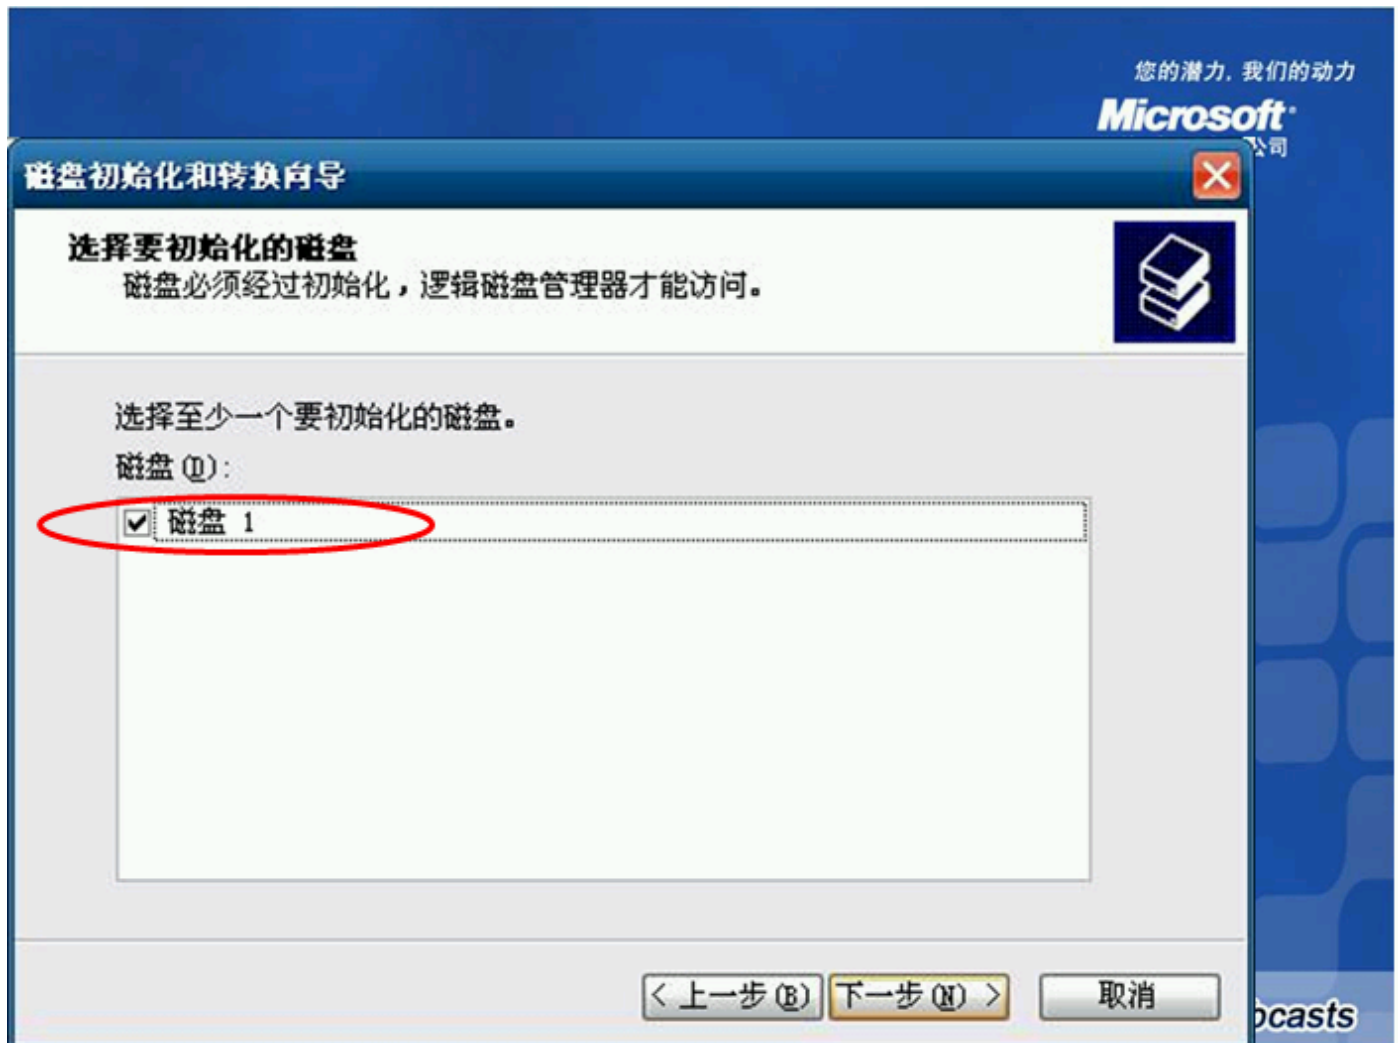 您的潜力，我们的动力
Microsoft
公司
磁盘初始化和转换向导
选择要初始化的磁盘
磁盘必须经过初始化，逻辑磁盘管理器才能访问。
选择至少一个要初始化的磁盘。
磁盘(D):
磁盘 1
< 上一步(B) 下一步(N) > 取消
casts